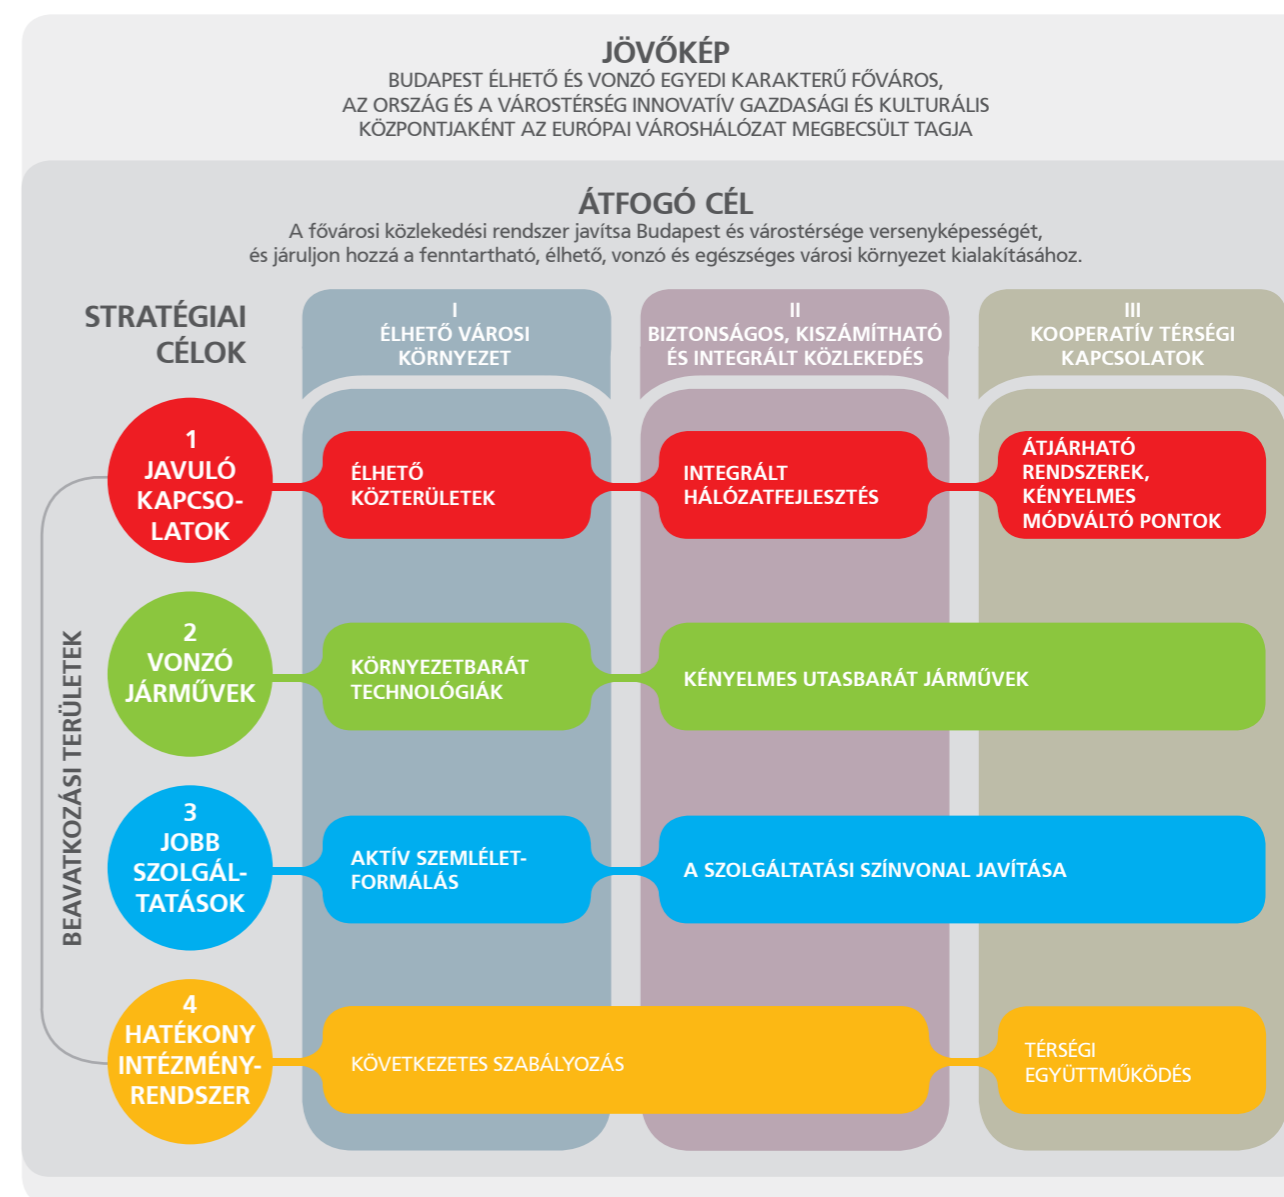 JÖVŐKÉP
BUDAPEST ÉLHETŐ ÉS VONZÓ EGYEDI KARAKTERŰ FŐVÁROS,
AZ ORSZÁG ÉS A VÁROSTÉRSÉG INNOVATÍV GAZDASÁGI ÉS KULTURÁLIS
KÖZPONTJAKÉNT AZ EURÓPAI VÁROSHÁLÓZAT MEGBECSÜLT TAGJA
ÁTFOGÓ CÉL
A fővárosi közlekedési rendszer javítsa Budapest és várostérsége versenyképességét,
és járuljon hozzá a fenntartható, élhető, vonzó és egészséges városi környezet kialakításához.
STRATÉGIAI
CÉLOK
I
ÉLHETŐ VÁROSI
KÖRNYEZET
II
BIZTONSÁGOS, KISZÁMÍTHATÓ
ÉS INTEGRÁLT KÖZLEKEDÉS
III
KOOPERATÍV TÉRSÉGI
KAPCSOLATOK
BEAVATKOZÁSI TERÜLETEK
1
JAVULÓ
KAPCSO-
LATOK
ÉLHETŐ
KÖZTERÜLETEK
INTEGRÁLT
HÁLÓZATFEJLESZTÉS
ÁTJÁRHATÓ
RENDSZEREK,
KÉNYELMES
MÓDVÁLTÓ PONTOK
2
VONZÓ
JÁRMŰVEK
KÖRNYEZETBARÁT
TECHNOLÓGIÁK
KÉNYELMES UTASBARÁT JÁRMŰVEK
3
JOBB
SZOLGÁL-
TATÁSOK
AKTÍV SZEMLÉLET-
FORMÁLÁS
A SZOLGÁLTATÁSI SZÍNVONAL JAVÍTÁSA
4
HATÉKONY
INTÉZMÉNY-
RENDSZER
KÖVETKEZETES SZABÁLYOZÁS
TÉRSÉGI
EGYÜTTMŰKÖDÉS